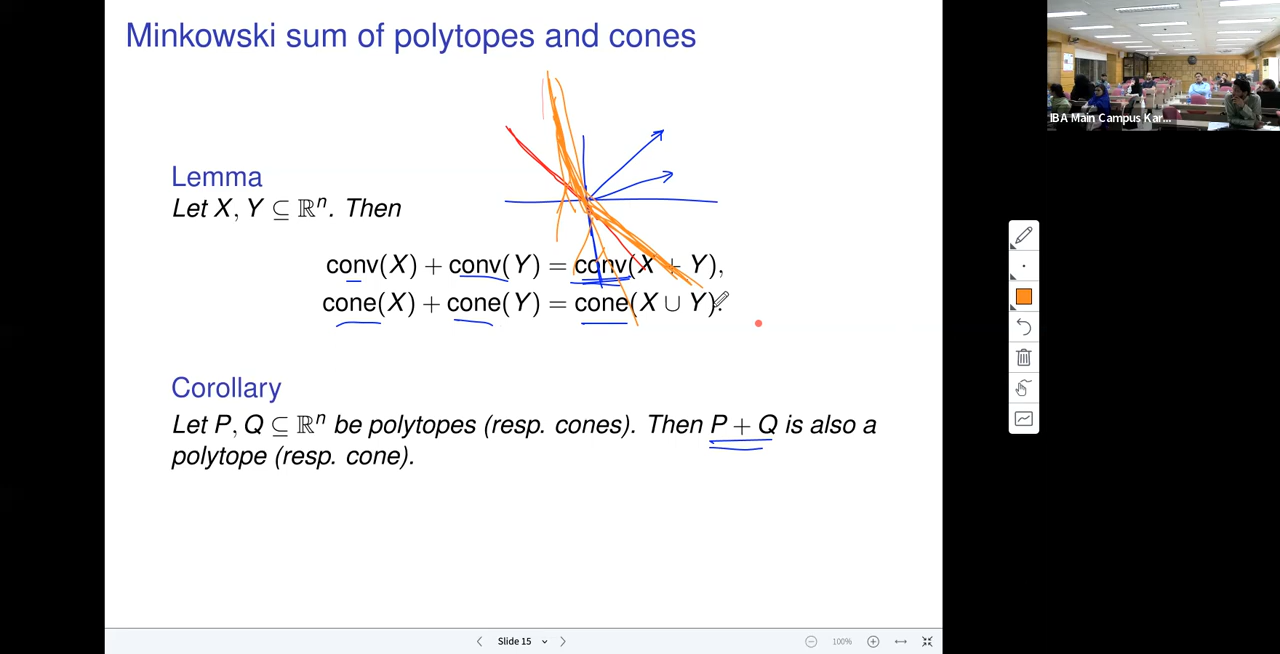 Minkowski sum of polytopes and cones
IBA Main Campus Kar...
Lemma
Let X, Y ⊆ ℝⁿ. Then
conv(X) + conv(Y) = conv(X + Y),
cone(X) + cone(Y) = cone(X ∪ Y).
Corollary
Let P, Q ⊆ ℝⁿ be polytopes (resp. cones). Then P + Q is also a
polytope (resp. cone).
Slide 15
100%